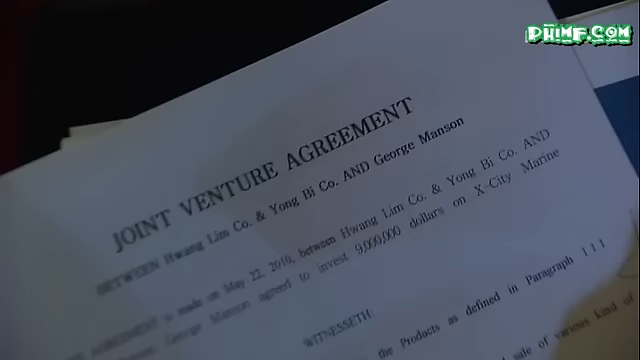 PHIMF.COM
JOINT VENTURE AGREEMENT
BETWEEN Hwang Lim Co. & Yong Bi Co. AND George Manson
AGREEMENT is made on May 22, 2010, between Hwang Lim Co. & Yong Bi Co. AND
George Manson agreed to invest 9,000,000 dollars on X-City Marine
WITNESSETH:
the Products as defined in Paragraph 1 1 1
sale of various kind of